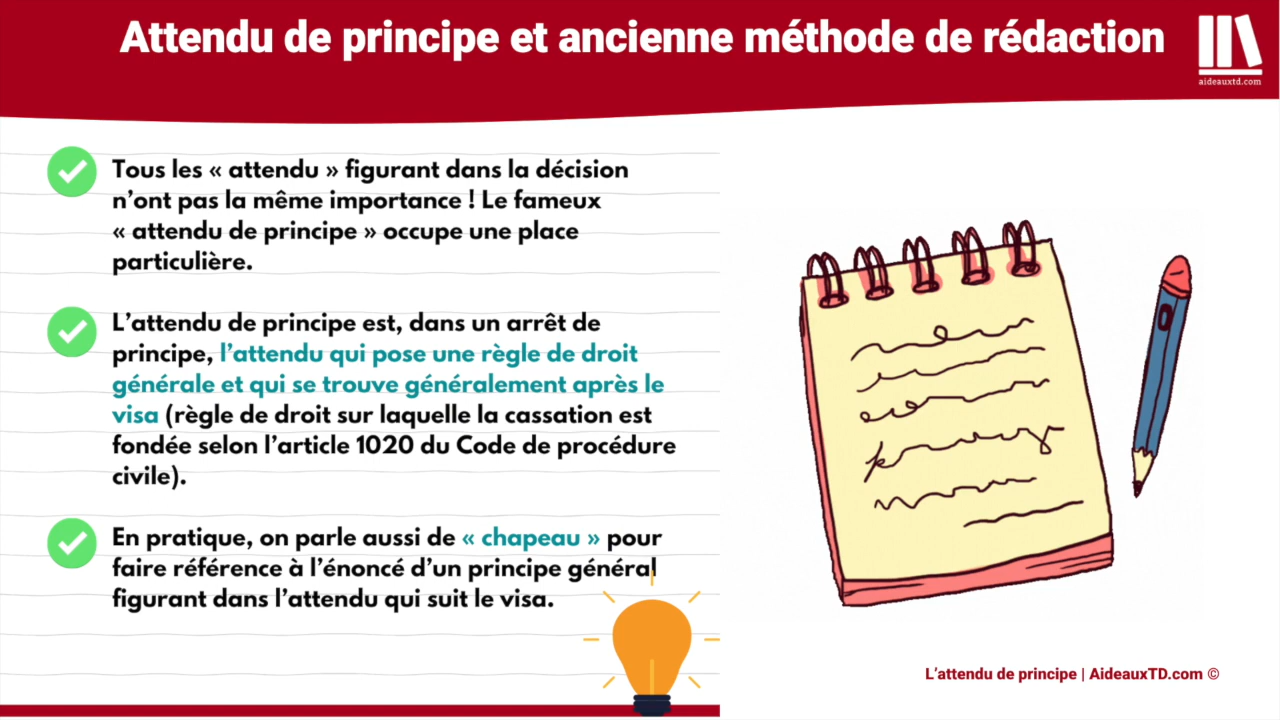 Attendu de principe et ancienne méthode de rédaction
aideauxtd.com
Tous les « attendu » figurant dans la décision
n’ont pas la même importance ! Le fameux
« attendu de principe » occupe une place
particulière.
L’attendu de principe est, dans un arrêt de
principe, l’attendu qui pose une règle de droit
générale et qui se trouve généralement après le
visa (règle de droit sur laquelle la cassation est
fondée selon l’article 1020 du Code de procédure
civile).
En pratique, on parle aussi de « chapeau » pour
faire référence à l’énoncé d’un principe général
figurant dans l’attendu qui suit le visa.
L’attendu de principe | AideauxTD.com ©